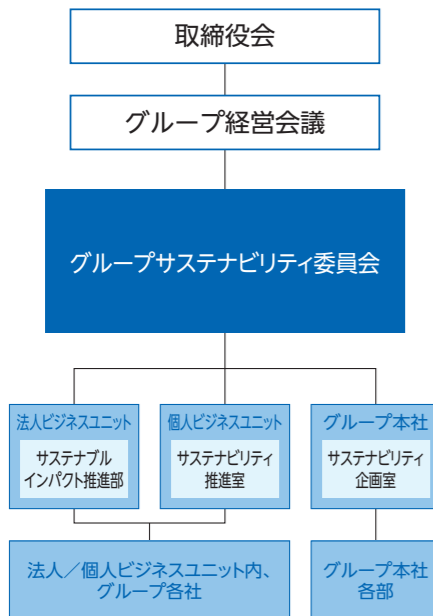 取締役会
グループ経営会議
グループサステナビリティ委員会
法人ビジネスユニット
サステナブル
インパクト推進部
個人ビジネスユニット
サステナビリティ
推進室
グループ本社
サステナビリティ
企画室
法人／個人ビジネスユニット内、
グループ各社
グループ本社
各部